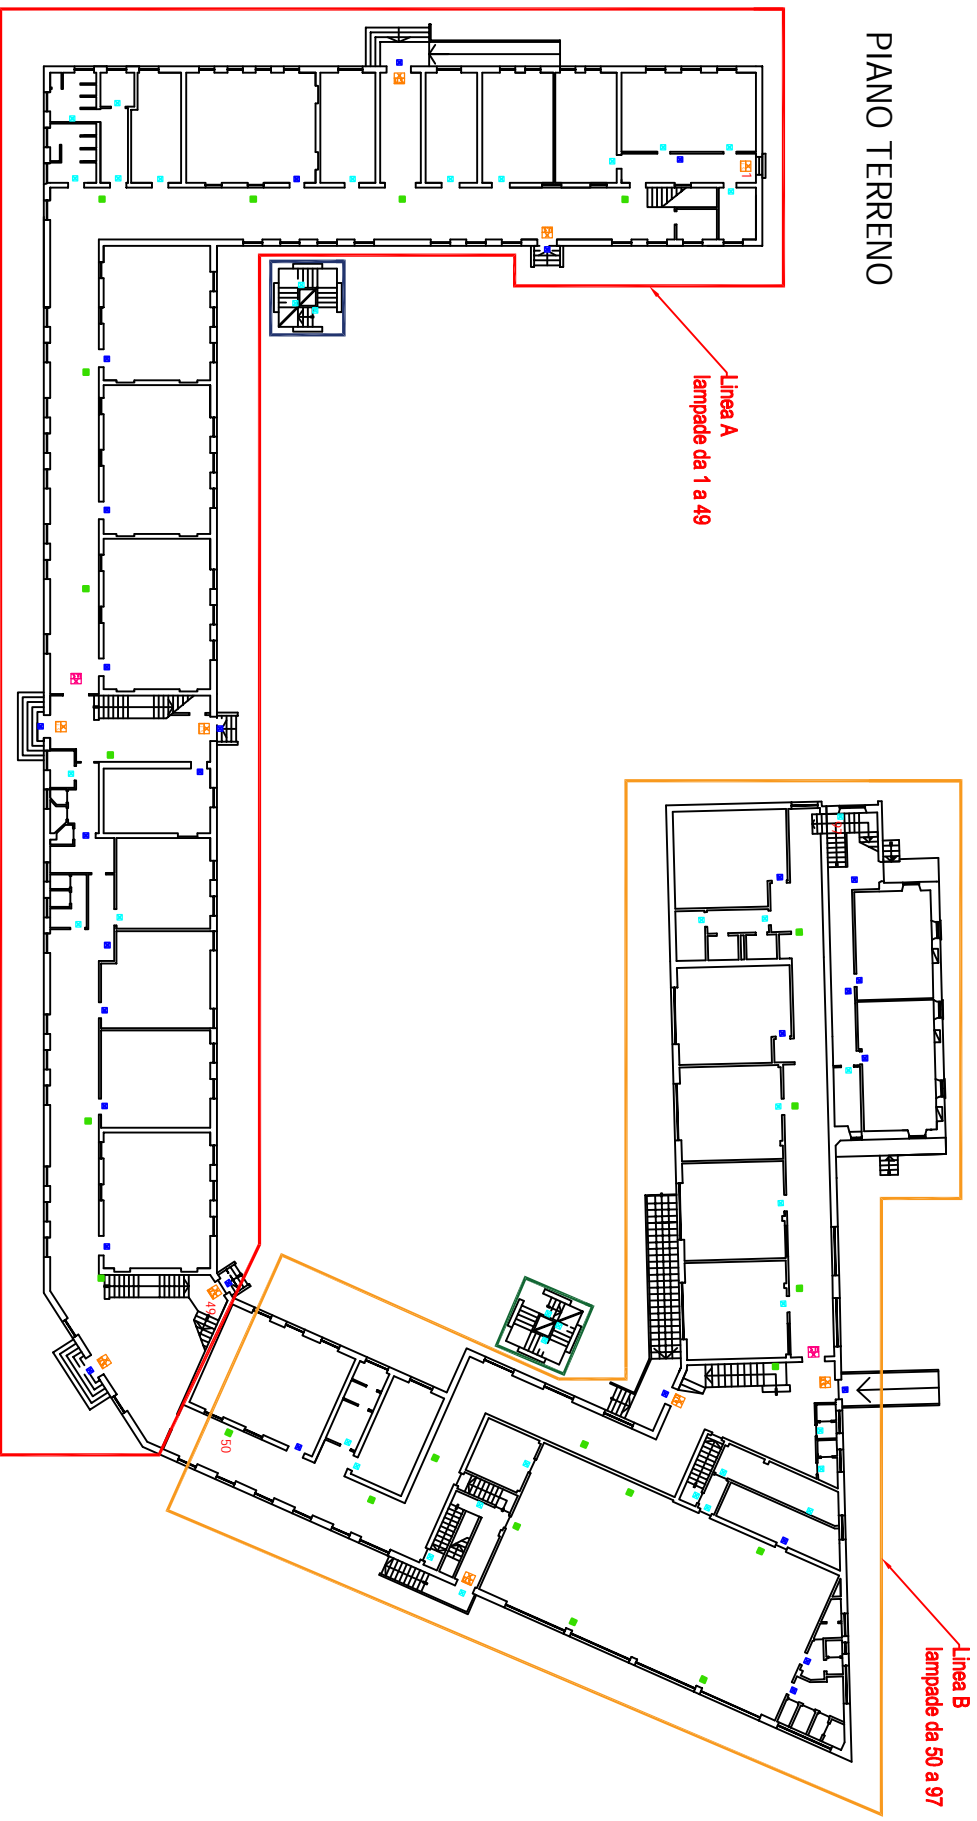 PIANO TERRENO
Linea A
lampade da 1 a 49
Linea B
lampade da 50 a 97
1
49
50